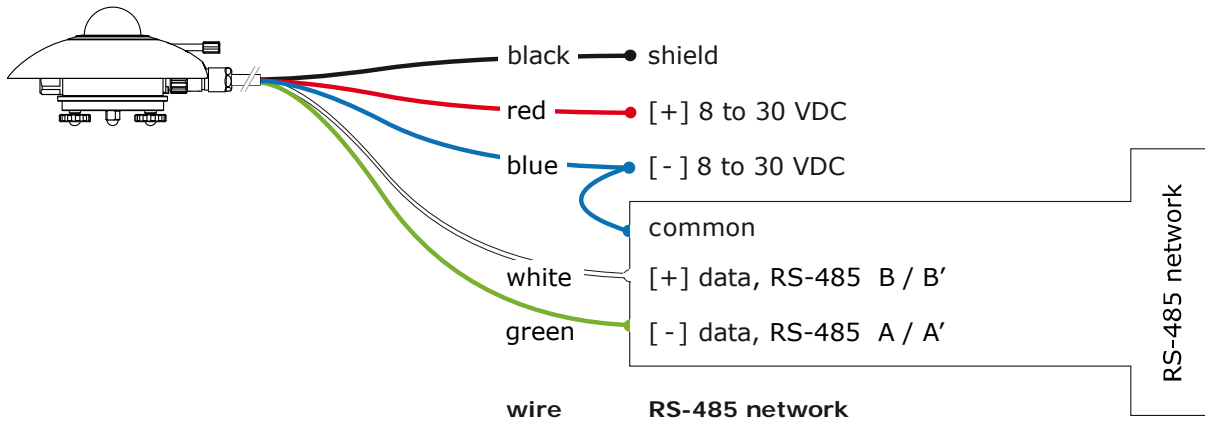 black shield
red [+] 8 to 30 VDC
blue [-] 8 to 30 VDC
common
white [+] data, RS-485 B / B’
green [-] data, RS-485 A / A’
wire RS-485 network
RS-485 network